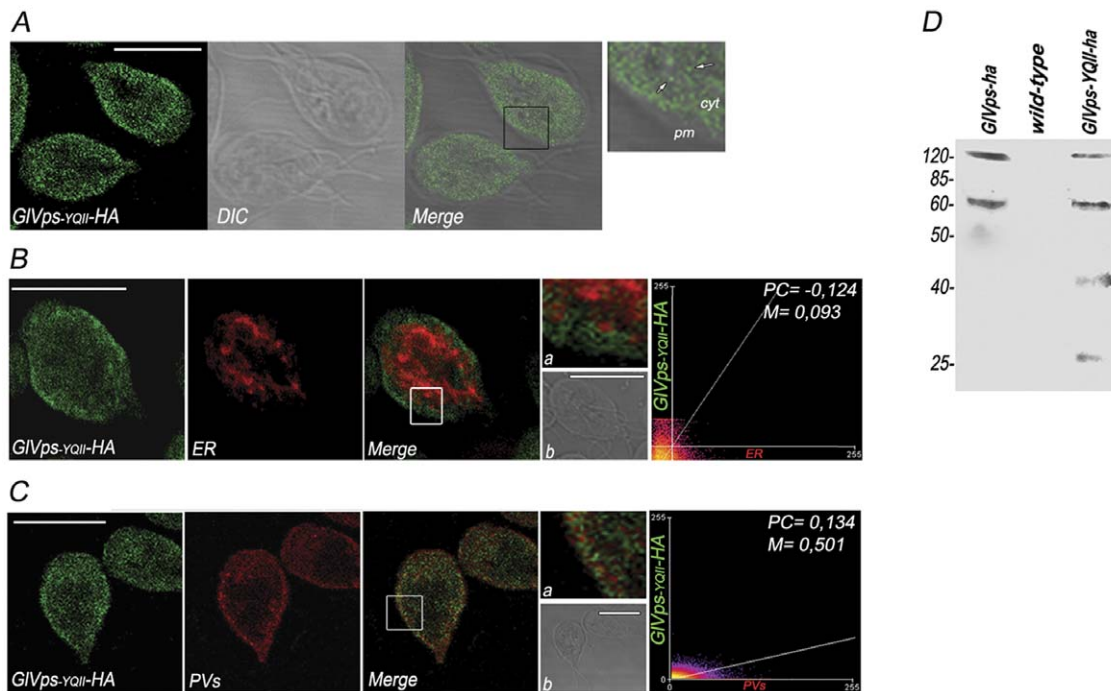 A
GlVps-YQII-HA
DIC
Merge
cyt
pm
B
GlVps-YQII-HA
ER
Merge
a
b
255
GlVps-YQII-HA
PC= -0,124
M= 0,093
ER
255
C
GlVps-YQII-HA
PVs
Merge
a
b
255
GlVps-YQII-HA
PC= 0,134
M= 0,501
0
0
PVs
255
D
GlVps-ha
wild-type
GlVps-YQII-ha
120-
85-
60-
50-
40-
25-